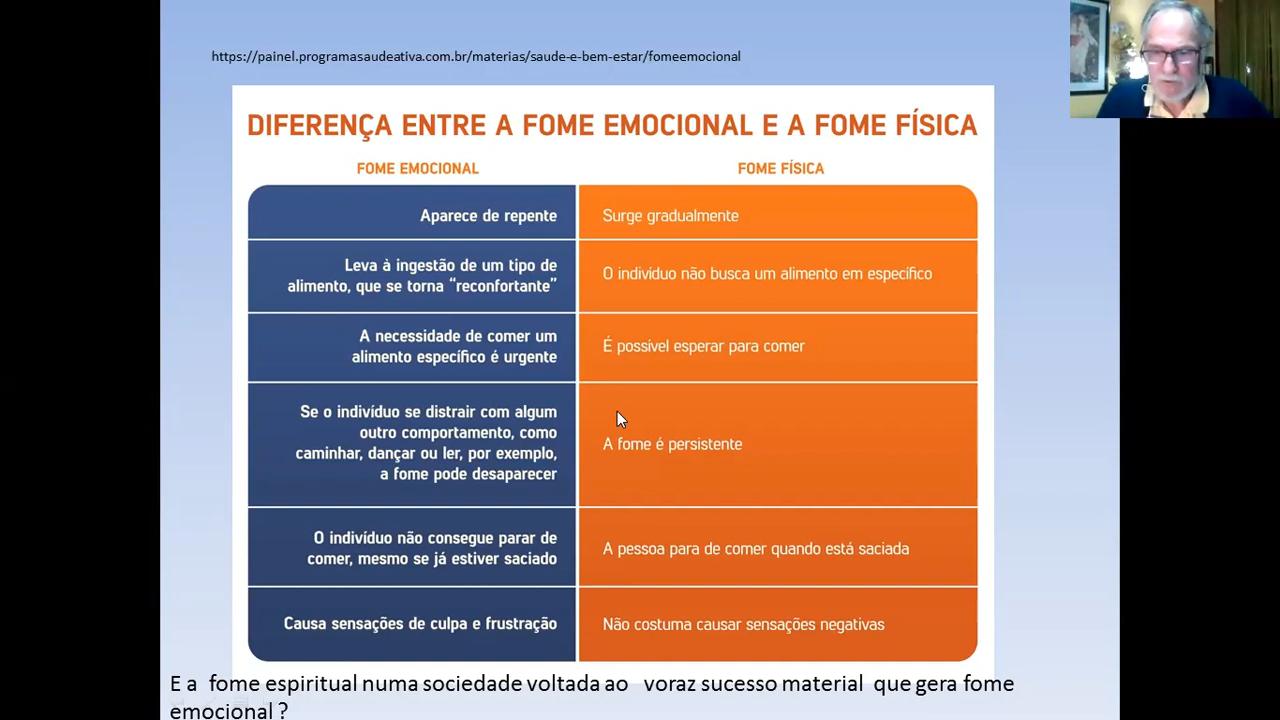 https://painel.programasaudeativa.com.br/materias/saude-e-bem-estar/fomeemocional
DIFERENÇA ENTRE A FOME EMOCIONAL E A FOME FÍSICA
FOME EMOCIONAL
FOME FÍSICA
Aparece de repente
Surge gradualmente
Leva à ingestão de um tipo de
alimento, que se torna “reconfortante”
O indivíduo não busca um alimento em específico
A necessidade de comer um
alimento específico é urgente
É possível esperar para comer
Se o indivíduo se distrair com algum
outro comportamento, como
caminhar, dançar ou ler, por exemplo,
a fome pode desaparecer
A fome é persistente
O indivíduo não consegue parar de
comer, mesmo se já estiver saciado
A pessoa para de comer quando está saciada
Causa sensações de culpa e frustração
Não costuma causar sensações negativas
E a fome espiritual numa sociedade voltada ao voraz sucesso material que gera fome
emocional ?